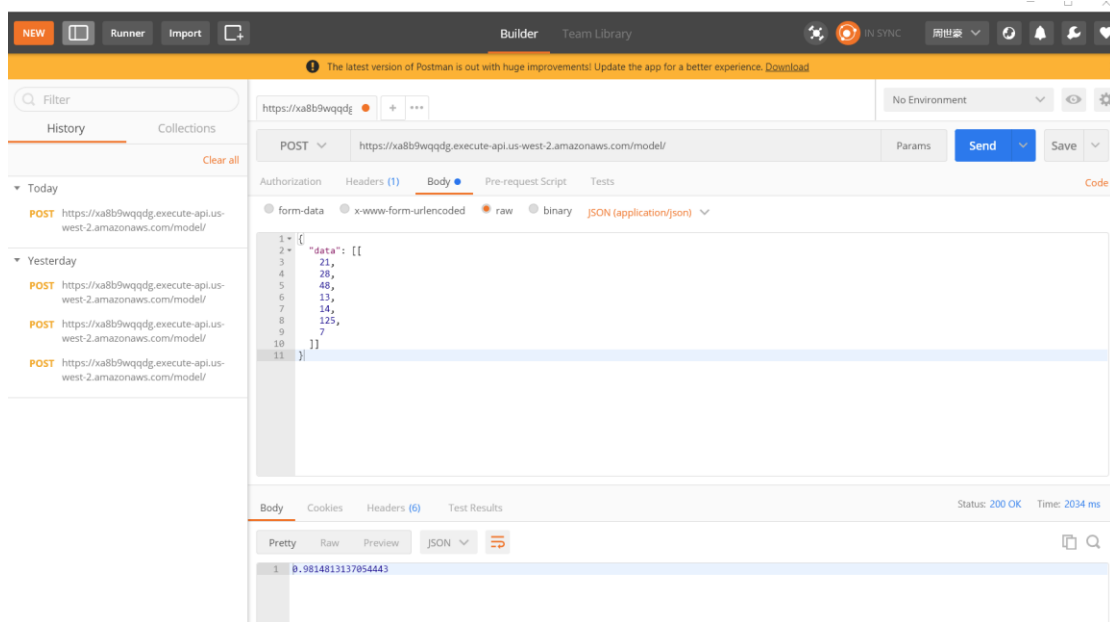 NEW Runner Import Builder Team Library IN SYNC 周世豪
The latest version of Postman is out with huge improvements! Update the app for a better experience. Download
Filter
History Collections
Clear all
Today
POST https://xa8b9wqqdg.execute-api.us-
west-2.amazonaws.com/model/
Yesterday
POST https://xa8b9wqqdg.execute-api.us-
west-2.amazonaws.com/model/
POST https://xa8b9wqqdg.execute-api.us-
west-2.amazonaws.com/model/
POST https://xa8b9wqqdg.execute-api.us-
west-2.amazonaws.com/model/
https://xa8b9wqqdg + ••• No Environment
POST https://xa8b9wqqdg.execute-api.us-west-2.amazonaws.com/model/ Params Send Save
Authorization Headers (1) Body Pre-request Script Tests Code
form-data x-www-form-urlencoded raw binary JSON (application/json)
1 {
2 "data": [[
3 21,
4 28,
5 48,
6 13,
7 14,
8 125,
9 7
10 ]]
11 }
Body Cookies Headers (6) Test Results Status: 200 OK Time: 2034 ms
Pretty Raw Preview JSON
1 0.9814813137054443